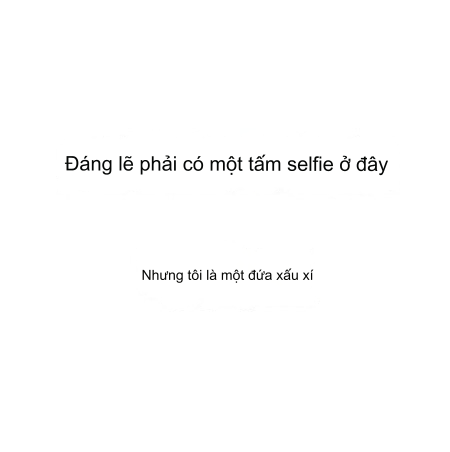 Đáng lẽ phải có một tấm selfie ở đây
Nhưng tôi là một đứa xấu xí